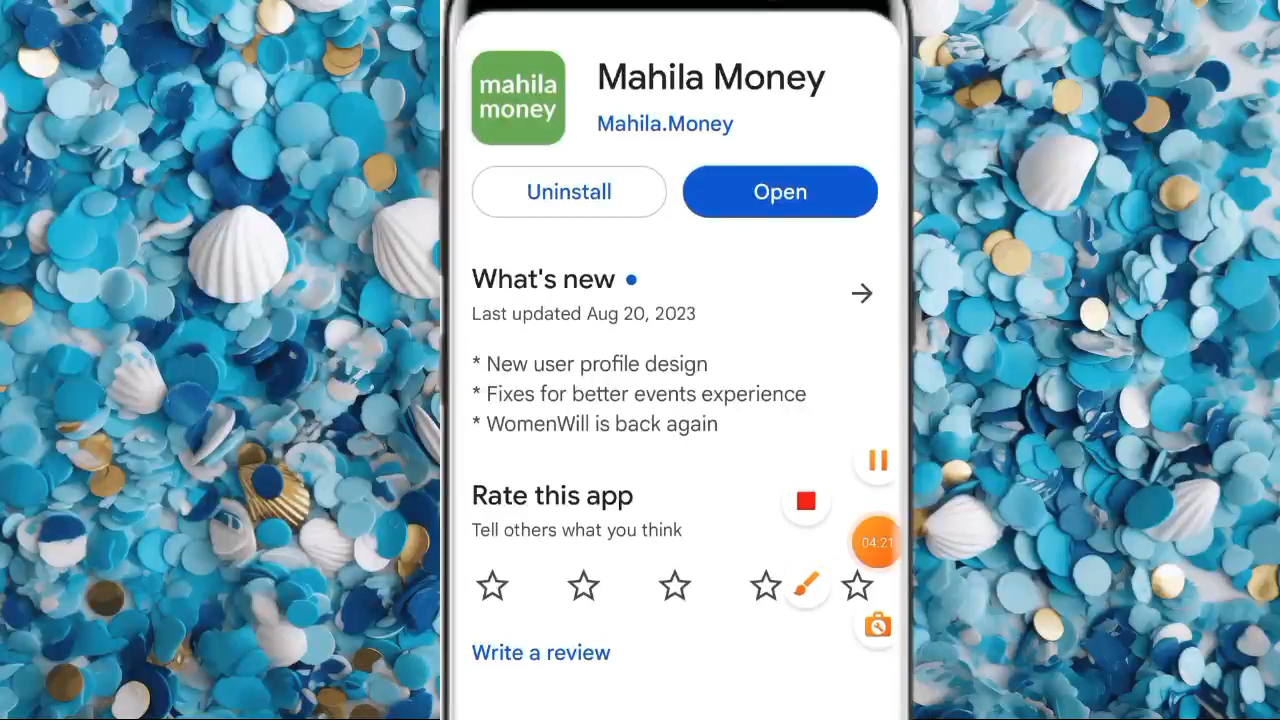 mahila
money
Mahila Money
Mahila.Money
Uninstall
Open
What's new
Last updated Aug 20, 2023
* New user profile design
* Fixes for better events experience
* WomenWill is back again
Rate this app
Tell others what you think
04:21
Write a review